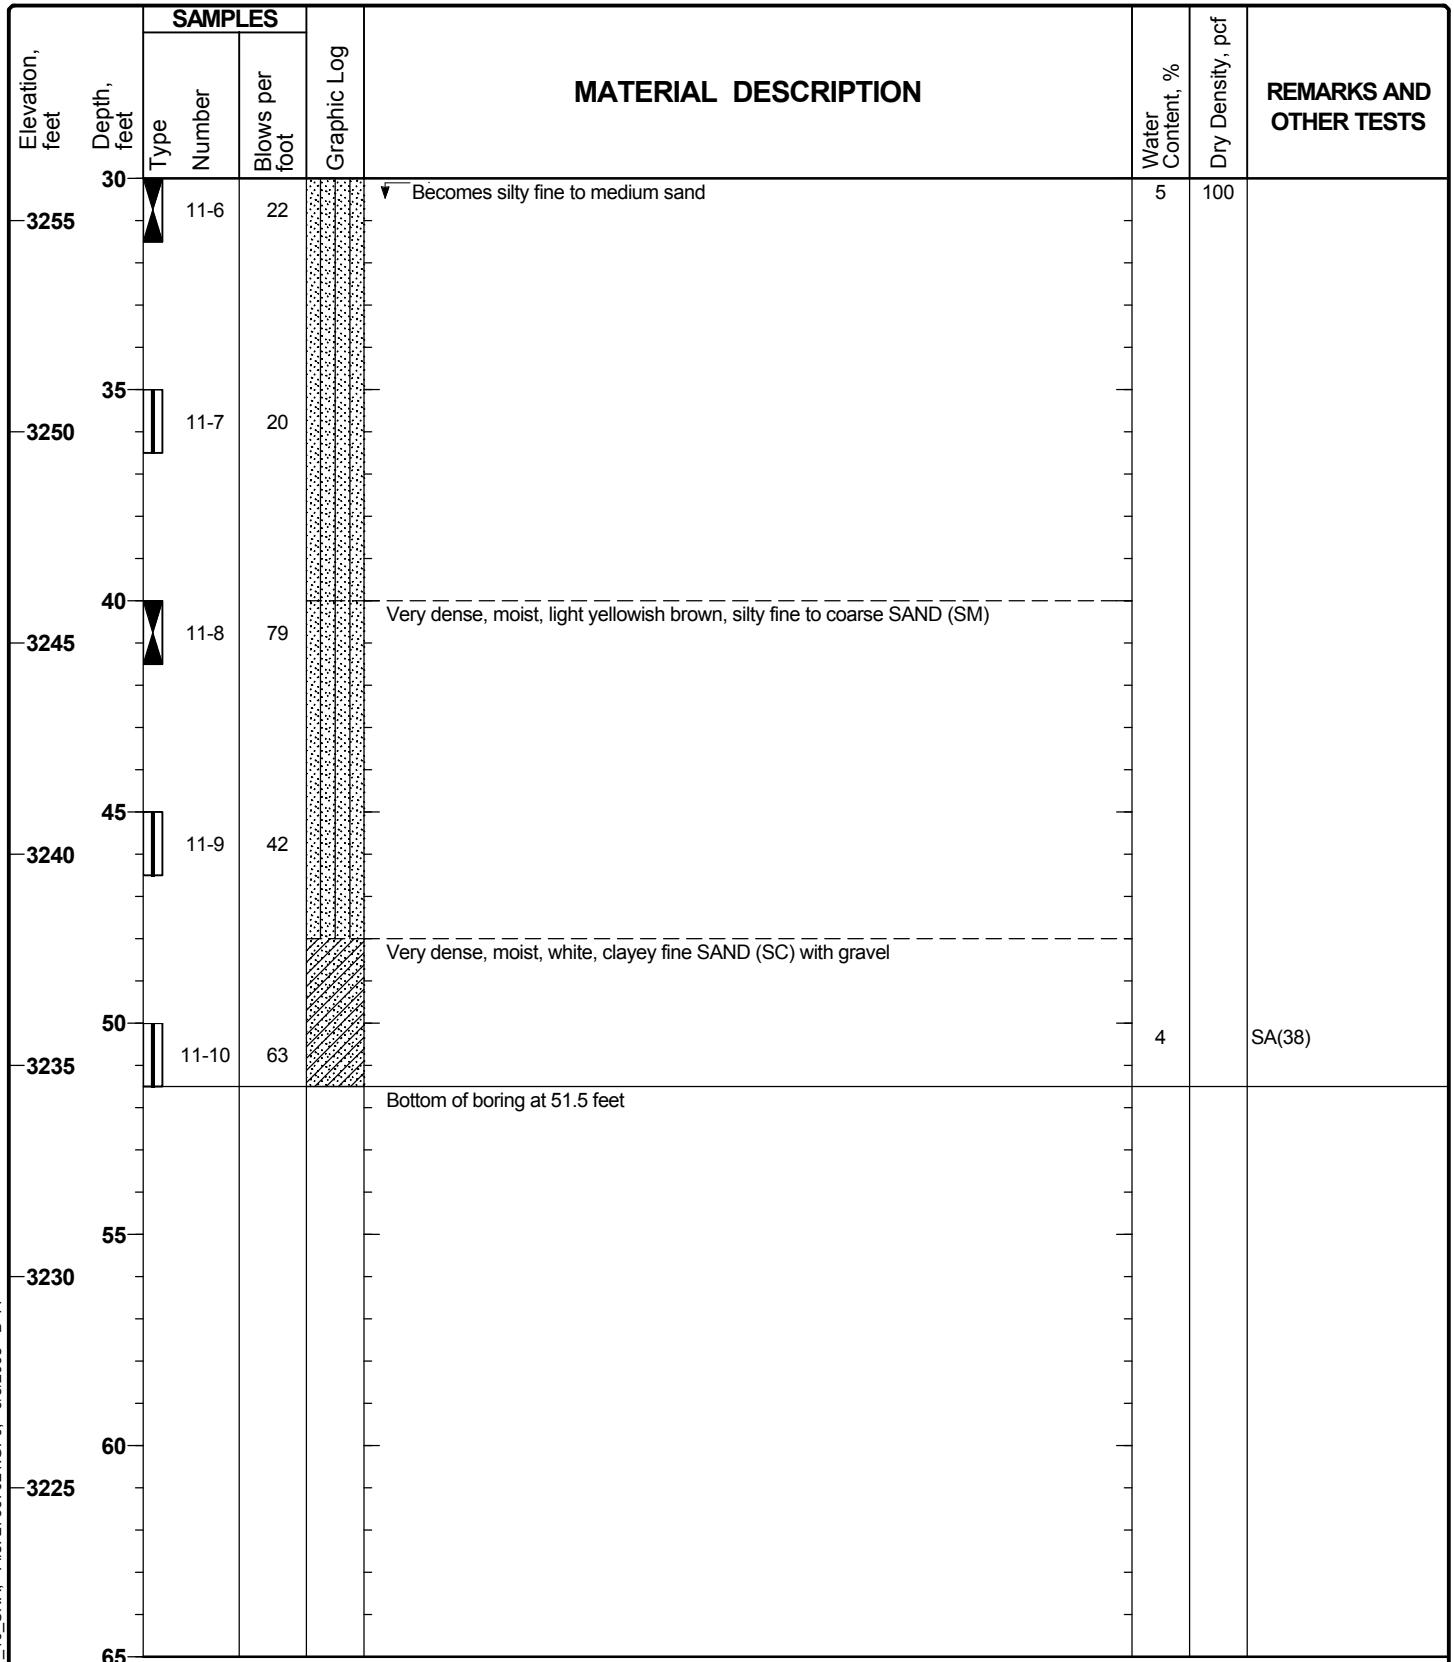 SAMPLES
Elevation,
feet
Depth,
feet
Type
Number
Blows per
foot
Graphic Log
MATERIAL DESCRIPTION
Water
Content, %
Dry Density, pcf
REMARKS AND
OTHER TESTS
30
Becomes silty fine to medium sand
5
100
11-6
22
3255
35
11-7
20
3250
40
Very dense, moist, light yellowish brown, silty fine to coarse SAND (SM)
11-8
79
3245
45
11-9
42
3240
Very dense, moist, white, clayey fine SAND (SC) with gravel
50
4
SA(38)
11-10
63
3235
Bottom of boring at 51.5 feet
55
3230
60
3225
65